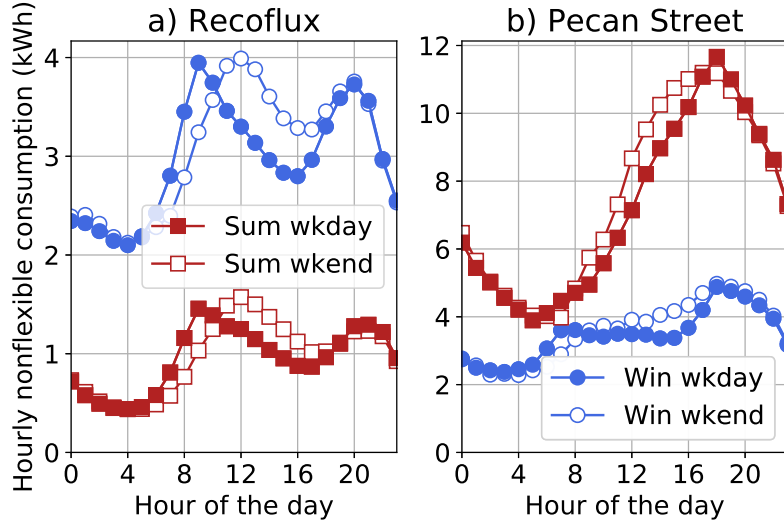 a) Recoflux
b) Pecan Street
Hourly nonflexible consumption (kWh)
4
3
2
1
0
Sum wkday
Sum wkend
0 4 8 12 16 20
Hour of the day
12
10
8
6
4
2
0
Win wkday
Win wkend
0 4 8 12 16 20
Hour of the day